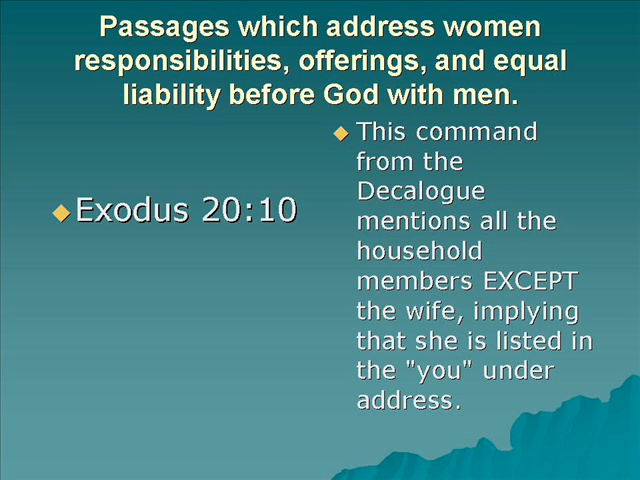 Passages which address women
responsibilities, offerings, and equal
liability before God with men.
Exodus 20:10
This command
from the
Decalogue
mentions all the
household
members EXCEPT
the wife, implying
that she is listed in
the "you" under
address.